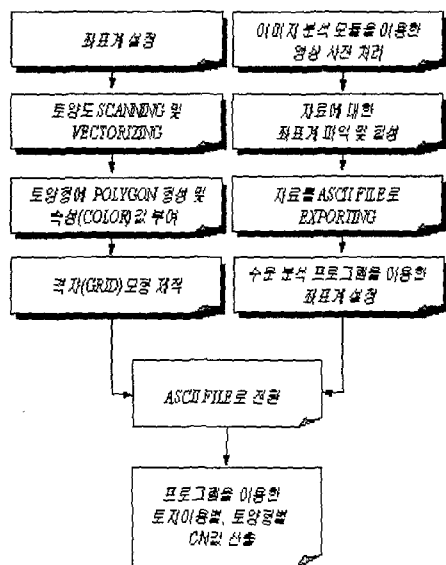 좌표계 설정
토양도 SCANNING 및
VECTORIZING
토양형에 POLYGON 형성 및
속성(COLOR)값 부여
격자(GRID)모형 제작
이미지 분석 모듈을 이용한
영상 사전 처리
자료에 대한
좌표계 파악 및
자료를 ASCII FILE로
EXPORTING
수문 분석 프로그램을 이용한
좌표계 설정
ASCII FILE로 전환
프로그램을 이용한
토지이용별, 토양형별
CN값 산출